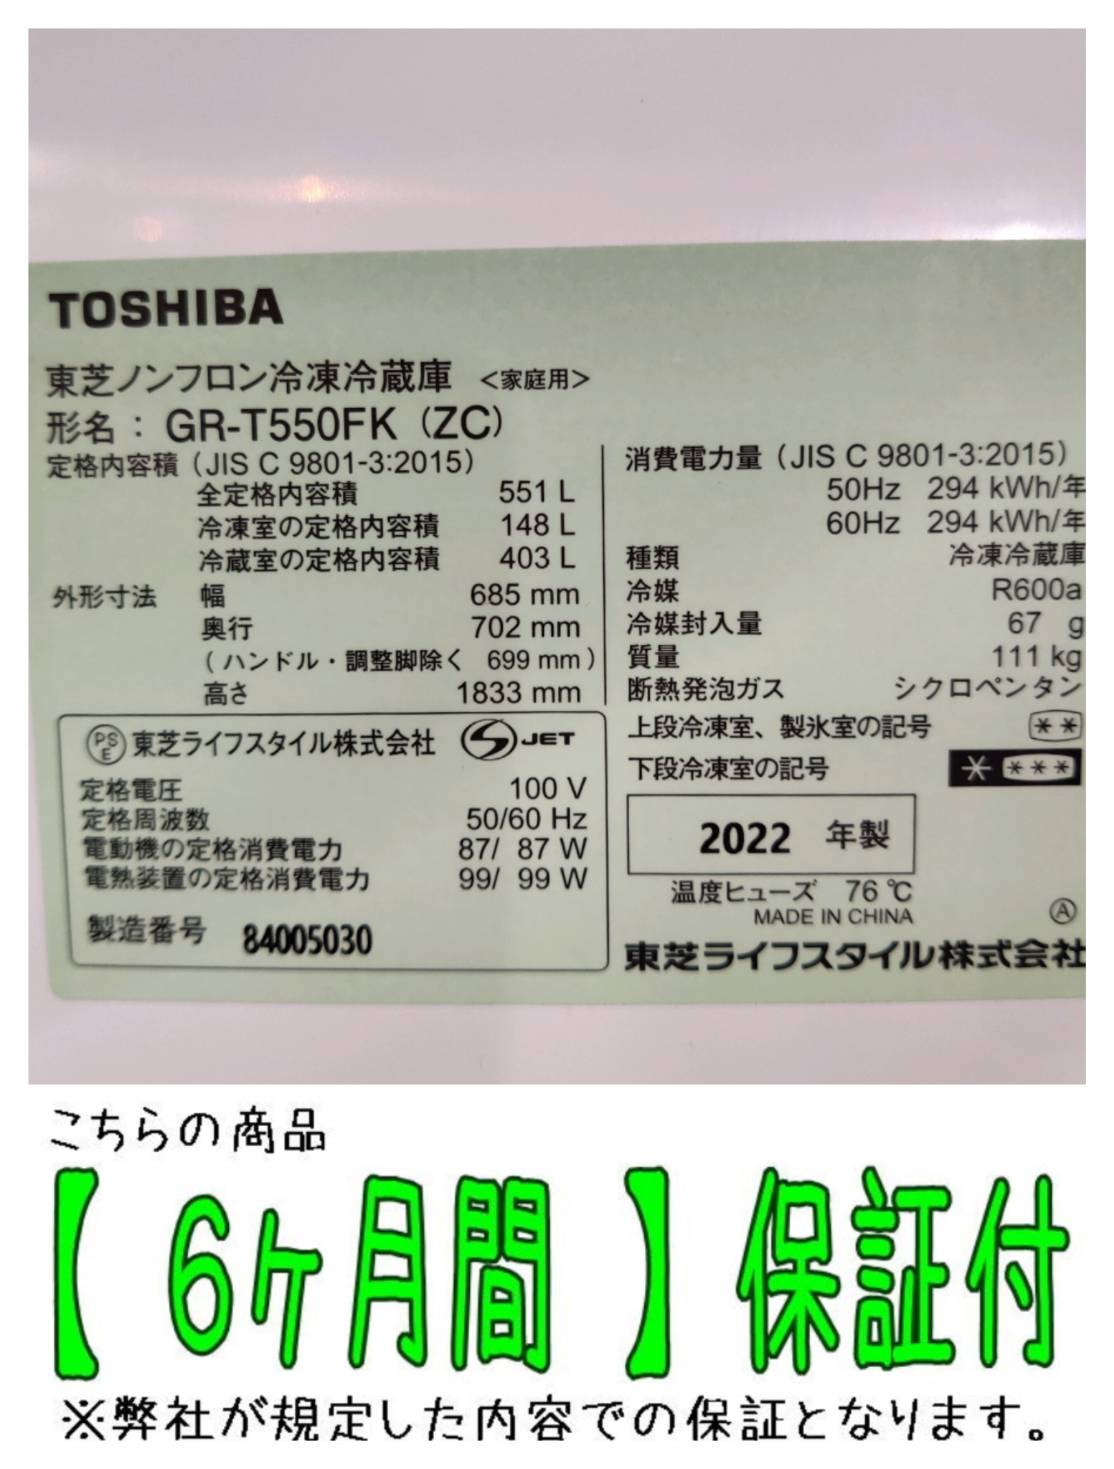 TOSHIBA
東芝ノンフロン冷凍冷蔵庫 <家庭用>
形名: GR-T550FK (ZC)
定格内容積 (JIS C 9801-3:2015)
全定格内容積 551 L
冷凍室の定格内容積 148 L
冷蔵室の定格内容積 403 L
外形寸法 幅 685 mm
奥行 702 mm
(ハンドル・調整脚除く 699 mm)
高さ 1833 mm
PSE 東芝ライフスタイル株式会社 JET
定格電圧 100 V
定格周波数 50/60 Hz
電動機の定格消費電力 87/ 87 W
電熱装置の定格消費電力 99/ 99 W
製造番号 84005030
消費電力量 (JIS C 9801-3:2015)
50Hz 294 kWh/年
60Hz 294 kWh/年
種類 冷凍冷蔵庫
冷媒 R600a
冷媒封入量 67 g
質量 111 kg
断熱発泡ガス シクロペンタン
上段冷凍室、製氷室の記号 **
下段冷凍室の記号 * ***
2022 年製
温度ヒューズ 76 ℃
MADE IN CHINA Ⓐ
東芝ライフスタイル株式会社
こちらの商品
【 6ヶ月間 】保証付
※弊社が規定した内容での保証となります。